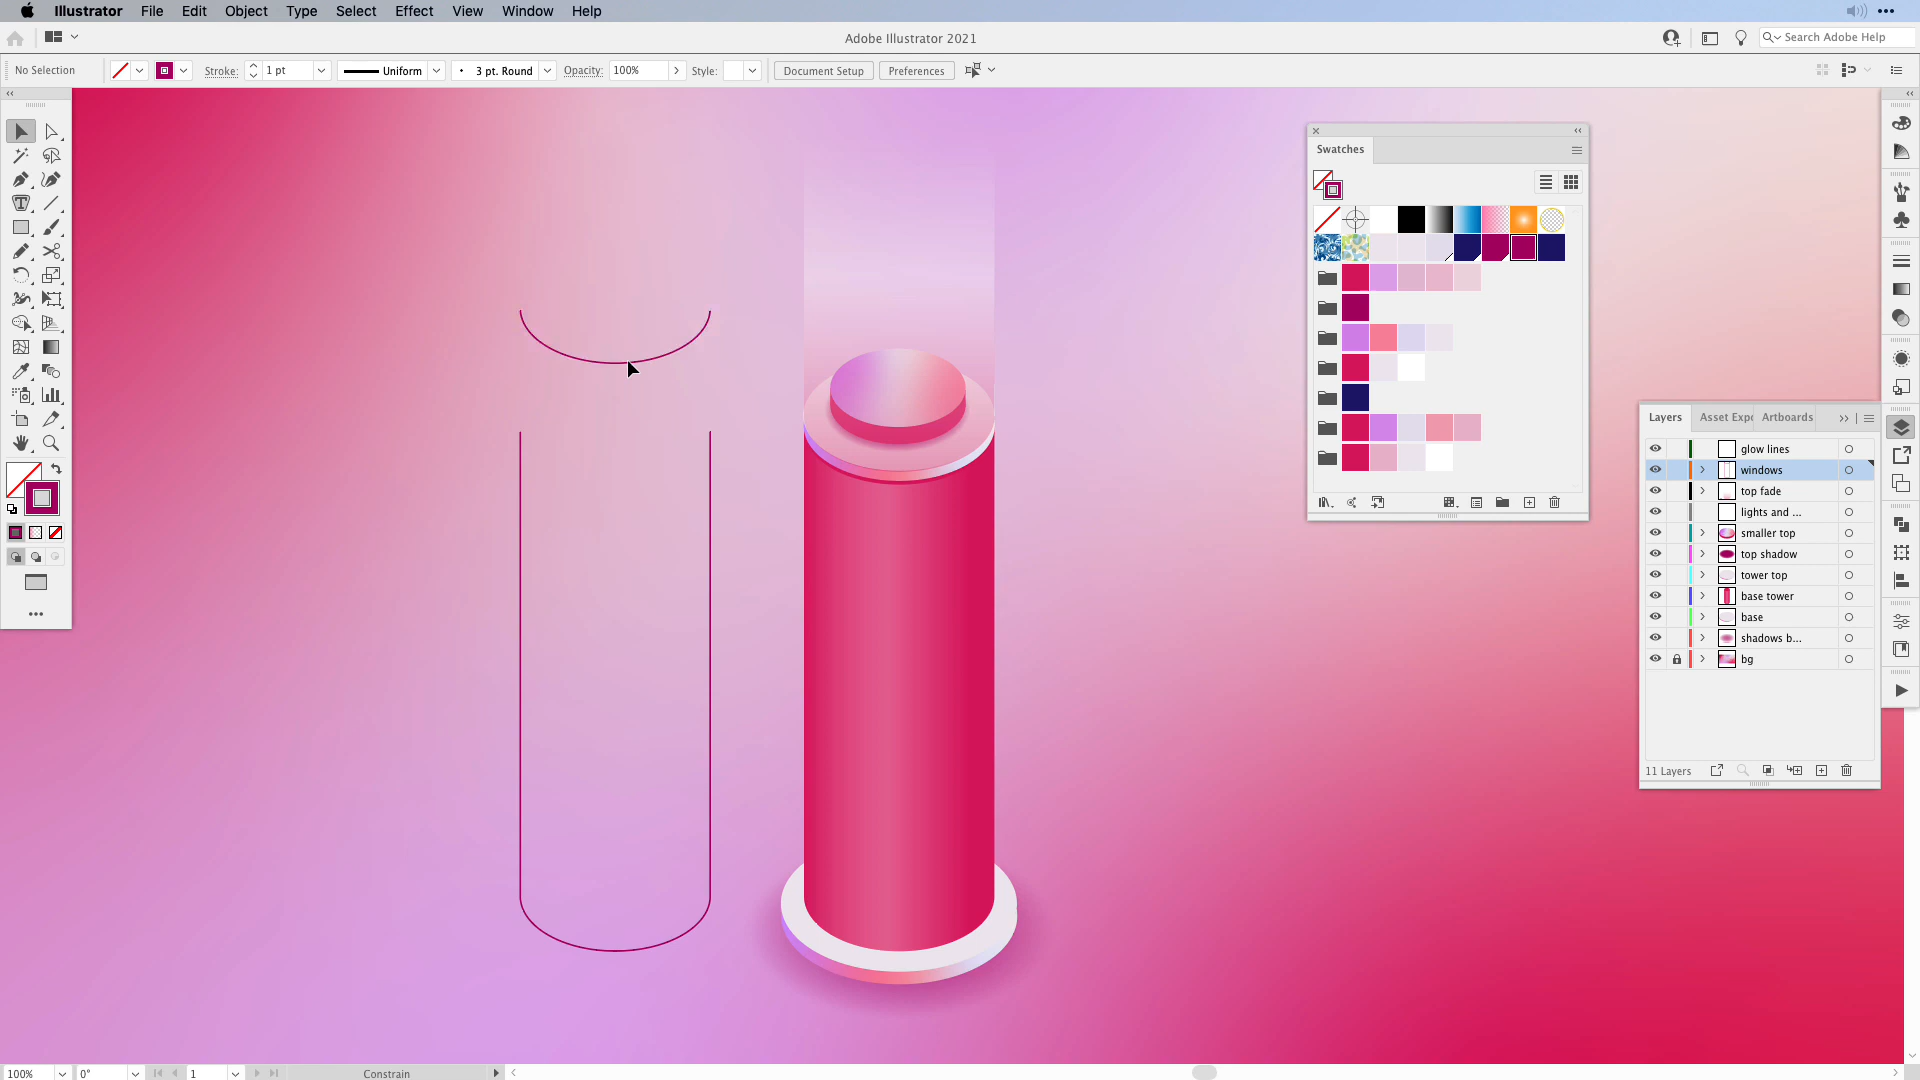 Illustrator File Edit Object Type Select Effect View Window Help
Adobe Illustrator 2021
Search Adobe Help
No Selection Stroke: 1 pt Uniform 3 pt. Round Opacity: 100% Style: Document Setup Preferences
Swatches
Layers Asset Expo Artboards
glow lines
windows
top fade
lights and ...
smaller top
top shadow
tower top
base tower
base
shadows b...
bg
11 Layers
100% 0° 1 Constrain